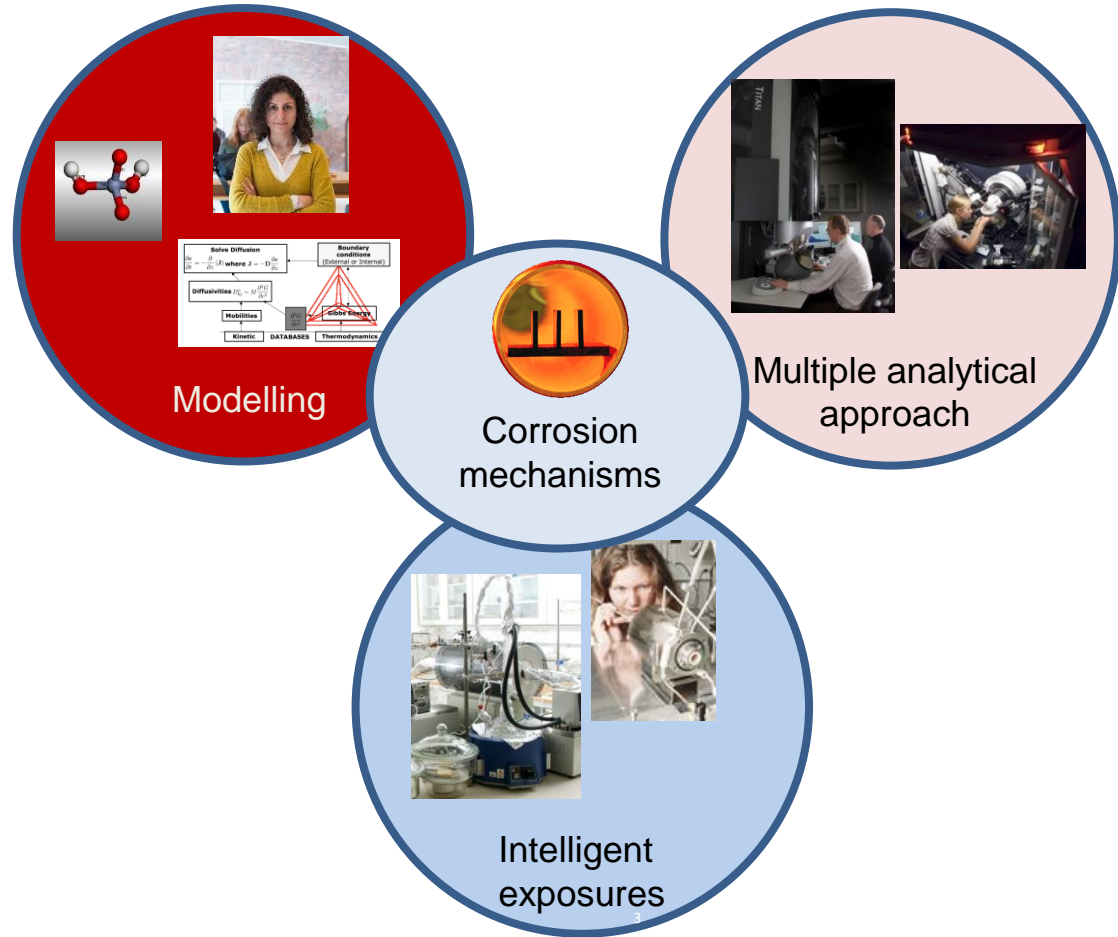 TITAN
Solve Diffusion
∂c/∂t = −∂/∂z (J) where J = −D ∂c/∂z
Boundary
conditions
(External or Internal)
Diffusivities
Mobilities
Gibbs Energy
Kinetic
DATABASES
Thermodynamics
Modelling
Multiple analytical
approach
Corrosion
mechanisms
Intelligent
exposures
3